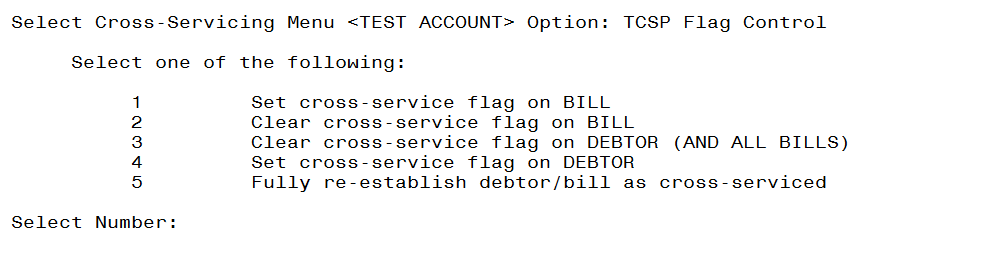 Select Cross-Servicing Menu <TEST ACCOUNT> Option: TCSP Flag Control
Select one of the following:
1 Set cross-service flag on BILL
2 Clear cross-service flag on BILL
3 Clear cross-service flag on DEBTOR (AND ALL BILLS)
4 Set cross-service flag on DEBTOR
5 Fully re-establish debtor/bill as cross-serviced
Select Number: